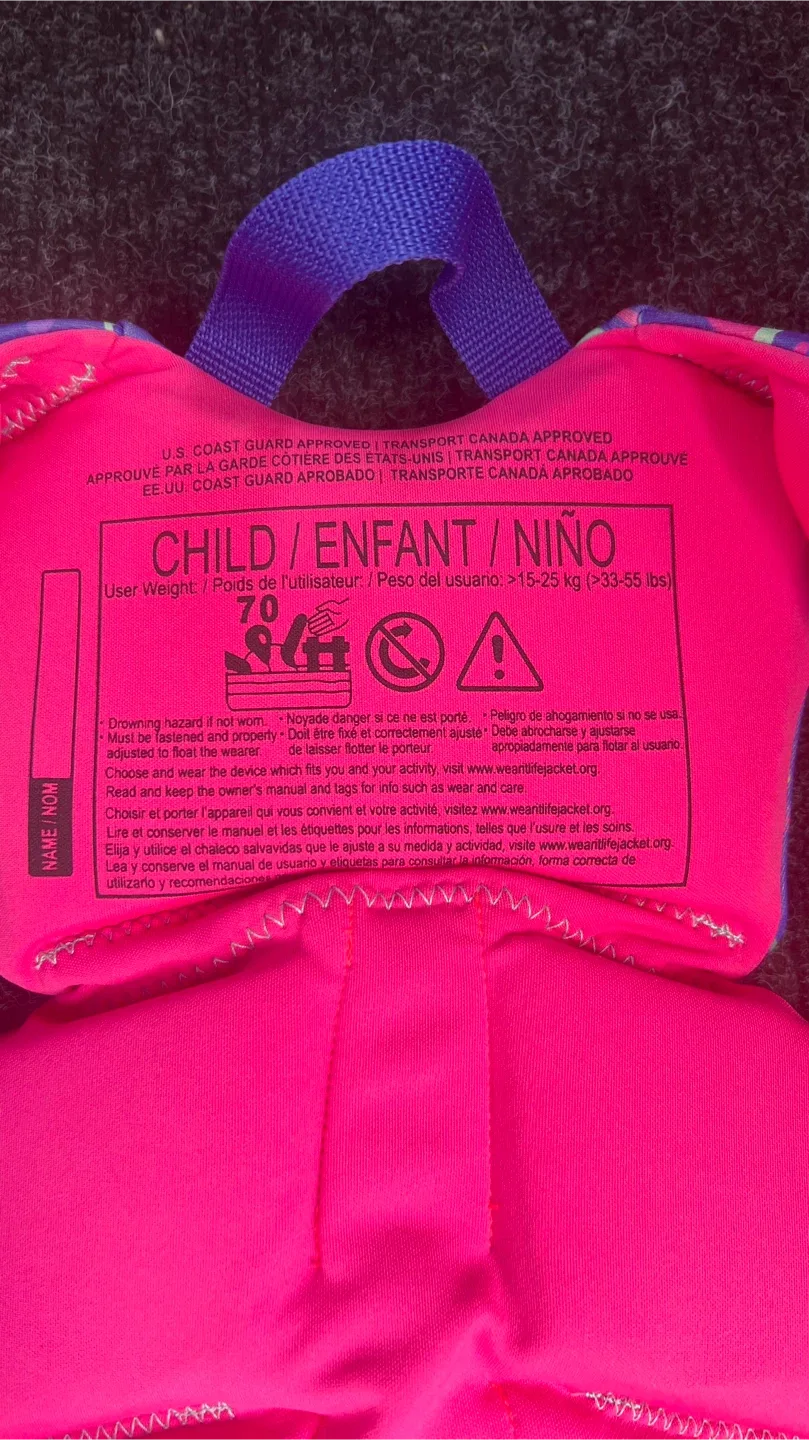 U.S. COAST GUARD APPROVED | TRANSPORT CANADA APPROVED
APPROUVÉ PAR LA GARDE CÔTIÈRE DES ÉTATS-UNIS | TRANSPORT CANADA APPROUVÉ
EE.UU. COAST GUARD APROBADO | TRANSPORTE CANADÁ APROBADO
CHILD / ENFANT / NIÑO
User Weight: / Poids de l'utilisateur: / Peso del usuario: >15-25 kg (>33-55 lbs)
70
• Drowning hazard if not worn.
• Must be fastened and properly
adjusted to float the wearer.
• Noyade danger si ce ne est porté.
• Doit être fixé et correctement ajusté
de laisser flotter le porteur.
• Peligro de ahogamiento si no se usa.
• Debe abrocharse y ajustarse
apropiadamente para flotar al usuario.
Choose and wear the device which fits you and your activity, visit www.wearitlifejacket.org.
Read and keep the owner's manual and tags for info such as wear and care.
Choisir et porter l'appareil qui vous convient et votre activité, visitez www.wearitlifejacket.org.
Lire et conserver le manuel et les étiquettes pour les informations, telles que l'usure et les soins.
Elija y utilice el chaleco salvavidas que le ajuste a su medida y actividad, visite www.wearitlifejacket.org.
Lea y conserve el manual de usuario y etiquetas para consultar la información, forma correcta de
utilizarlo y recomendaciones
NAME / NOM